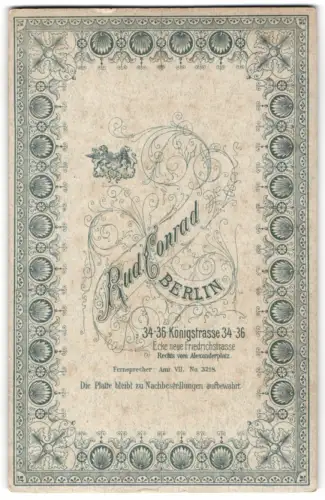 Rud Conrad
BERLIN
34-36 Königstrasse 34-36
Ecke neue Friedrichstrasse
Rechts vom Alexanderplatz.
Fernsprecher: Amt VII. No 3218.
Die Platte bleibt zu Nachbestellungen aufbewahrt